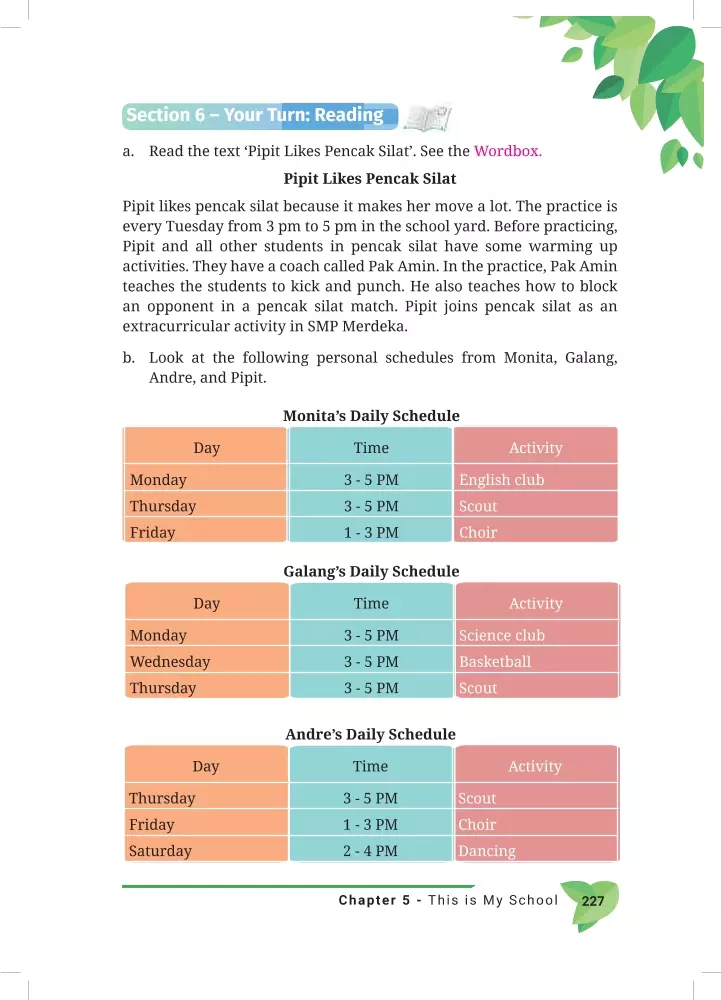 Section 6 – Your Turn: Reading
a. Read the text ‘Pipit Likes Pencak Silat’. See the Wordbox.
Pipit Likes Pencak Silat
Pipit likes pencak silat because it makes her move a lot. The practice is
every Tuesday from 3 pm to 5 pm in the school yard. Before practicing,
Pipit and all other students in pencak silat have some warming up
activities. They have a coach called Pak Amin. In the practice, Pak Amin
teaches the students to kick and punch. He also teaches how to block
an opponent in a pencak silat match. Pipit joins pencak silat as an
extracurricular activity in SMP Merdeka.
b. Look at the following personal schedules from Monita, Galang,
Andre, and Pipit.
Monita’s Daily Schedule
Day Time Activity
Monday 3 - 5 PM English club
Thursday 3 - 5 PM Scout
Friday 1 - 3 PM Choir
Galang’s Daily Schedule
Day Time Activity
Monday 3 - 5 PM Science club
Wednesday 3 - 5 PM Basketball
Thursday 3 - 5 PM Scout
Andre’s Daily Schedule
Day Time Activity
Thursday 3 - 5 PM Scout
Friday 1 - 3 PM Choir
Saturday 2 - 4 PM Dancing
Chapter 5 - This is My School 227